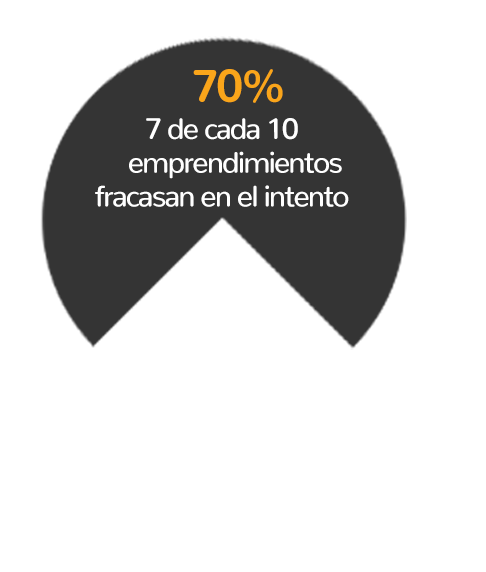 70%
7 de cada 10
emprendimientos
fracasan en el intento